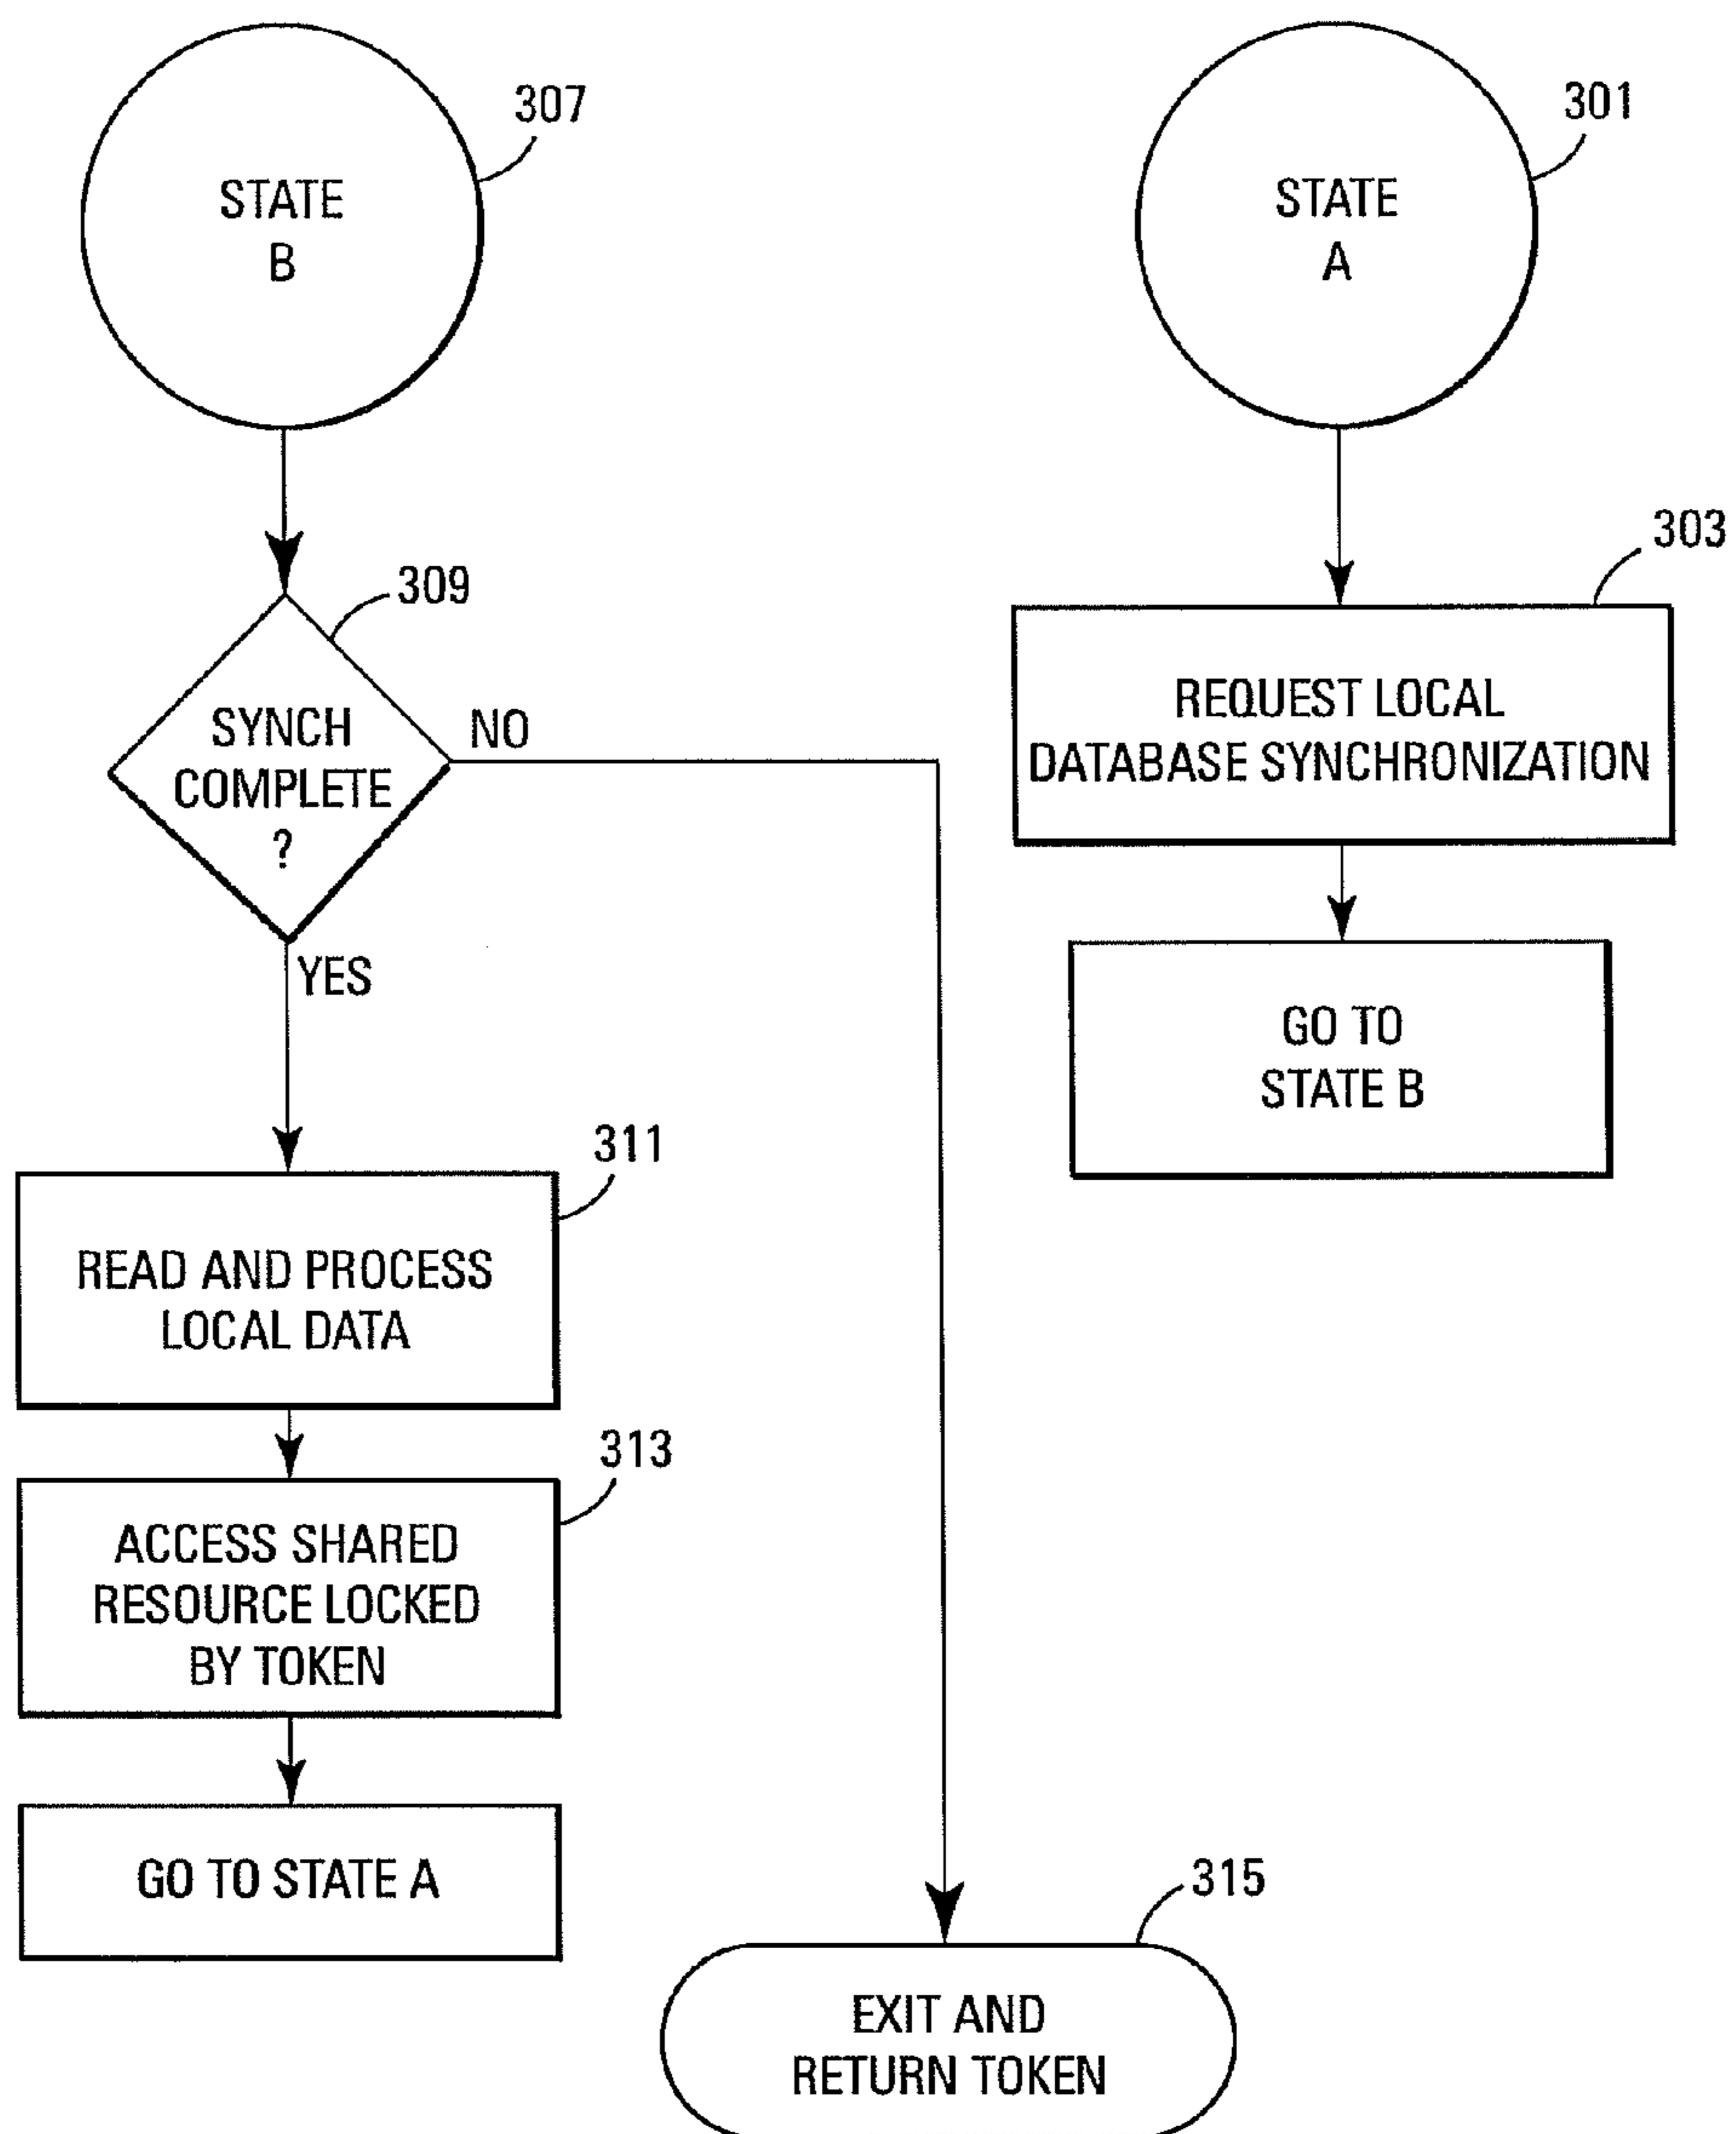 307
STATE
B
309
SYNCH
COMPLETE
?
NO
YES
311
READ AND PROCESS
LOCAL DATA
313
ACCESS SHARED
RESOURCE LOCKED
BY TOKEN
GO TO STATE A
301
STATE
A
303
REQUEST LOCAL
DATABASE SYNCHRONIZATION
GO TO
STATE B
315
EXIT AND
RETURN TOKEN